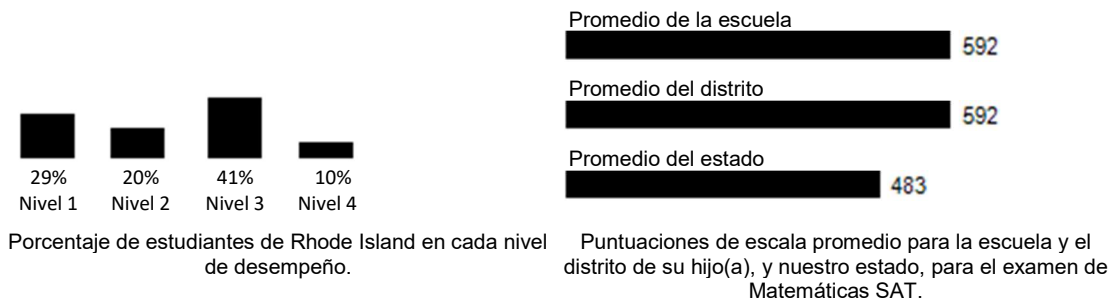 29% 20% 41% 10%
Nivel 1 Nivel 2 Nivel 3 Nivel 4
Porcentaje de estudiantes de Rhode Island en cada nivel
de desempeño.
Promedio de la escuela
592
Promedio del distrito
592
Promedio del estado
483
Puntuaciones de escala promedio para la escuela y el
distrito de su hijo(a), y nuestro estado, para el examen de
Matemáticas SAT.